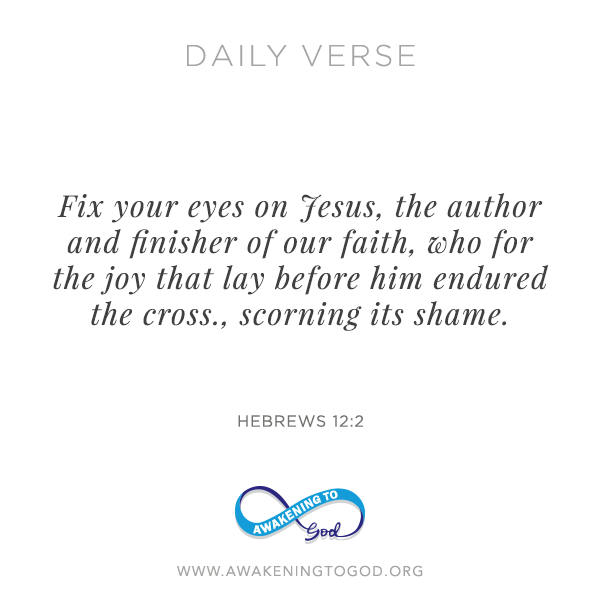 DAILY VERSE
Fix your eyes on Jesus, the author
and finisher of our faith, who for
the joy that lay before him endured
the cross., scorning its shame.
HEBREWS 12:2
AWAKENING TO
God
WWW.AWAKENINGTOGOD.ORG